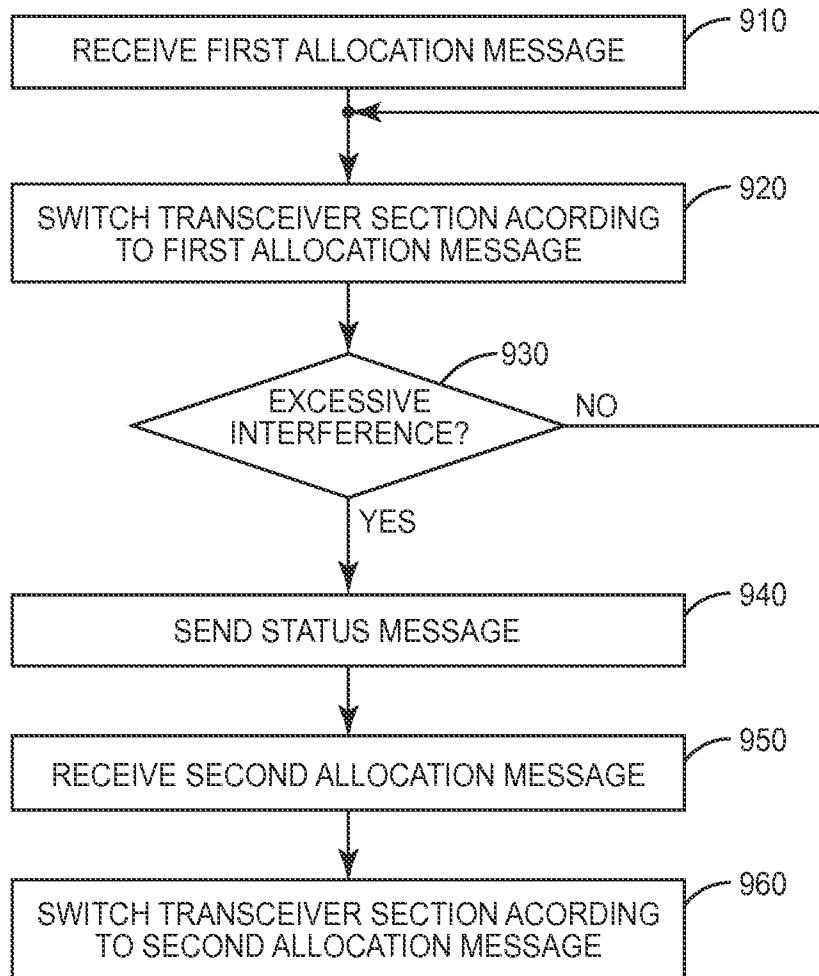 910
RECEIVE FIRST ALLOCATION MESSAGE
920
SWITCH TRANSCEIVER SECTION ACORDING
TO FIRST ALLOCATION MESSAGE
930
EXCESSIVE
INTERFERENCE?
NO
YES
940
SEND STATUS MESSAGE
950
RECEIVE SECOND ALLOCATION MESSAGE
960
SWITCH TRANSCEIVER SECTION ACORDING
TO SECOND ALLOCATION MESSAGE